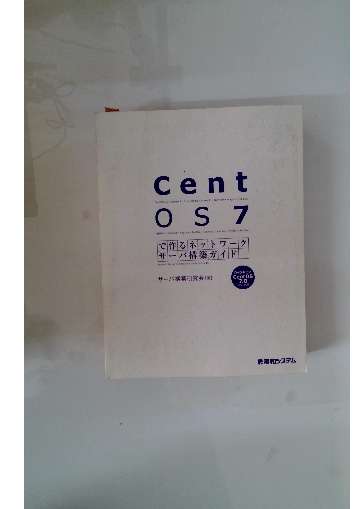 Cent
OS 7
で作るネットワーク
サーバ構築ガイド
サーバ構築研究会[著]
CentOS
7.0
秀和システム